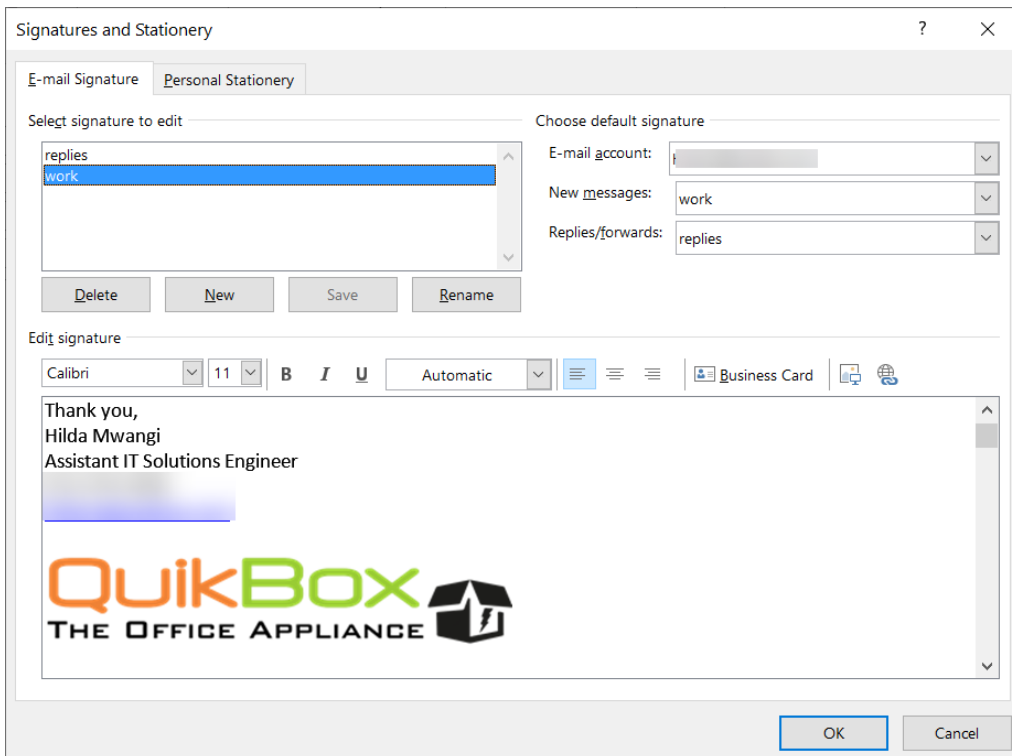 Signatures and Stationery
?
E-mail Signature
Personal Stationery
Select signature to edit
replies
work
Delete
New
Save
Rename
Choose default signature
E-mail account:
New messages:
work
Replies/forwards:
replies
Edit signature
Calibri
11
B
I
U
Automatic
Business Card
Thank you,
Hilda Mwangi
Assistant IT Solutions Engineer
QuikBox
The Office Appliance
OK
Cancel